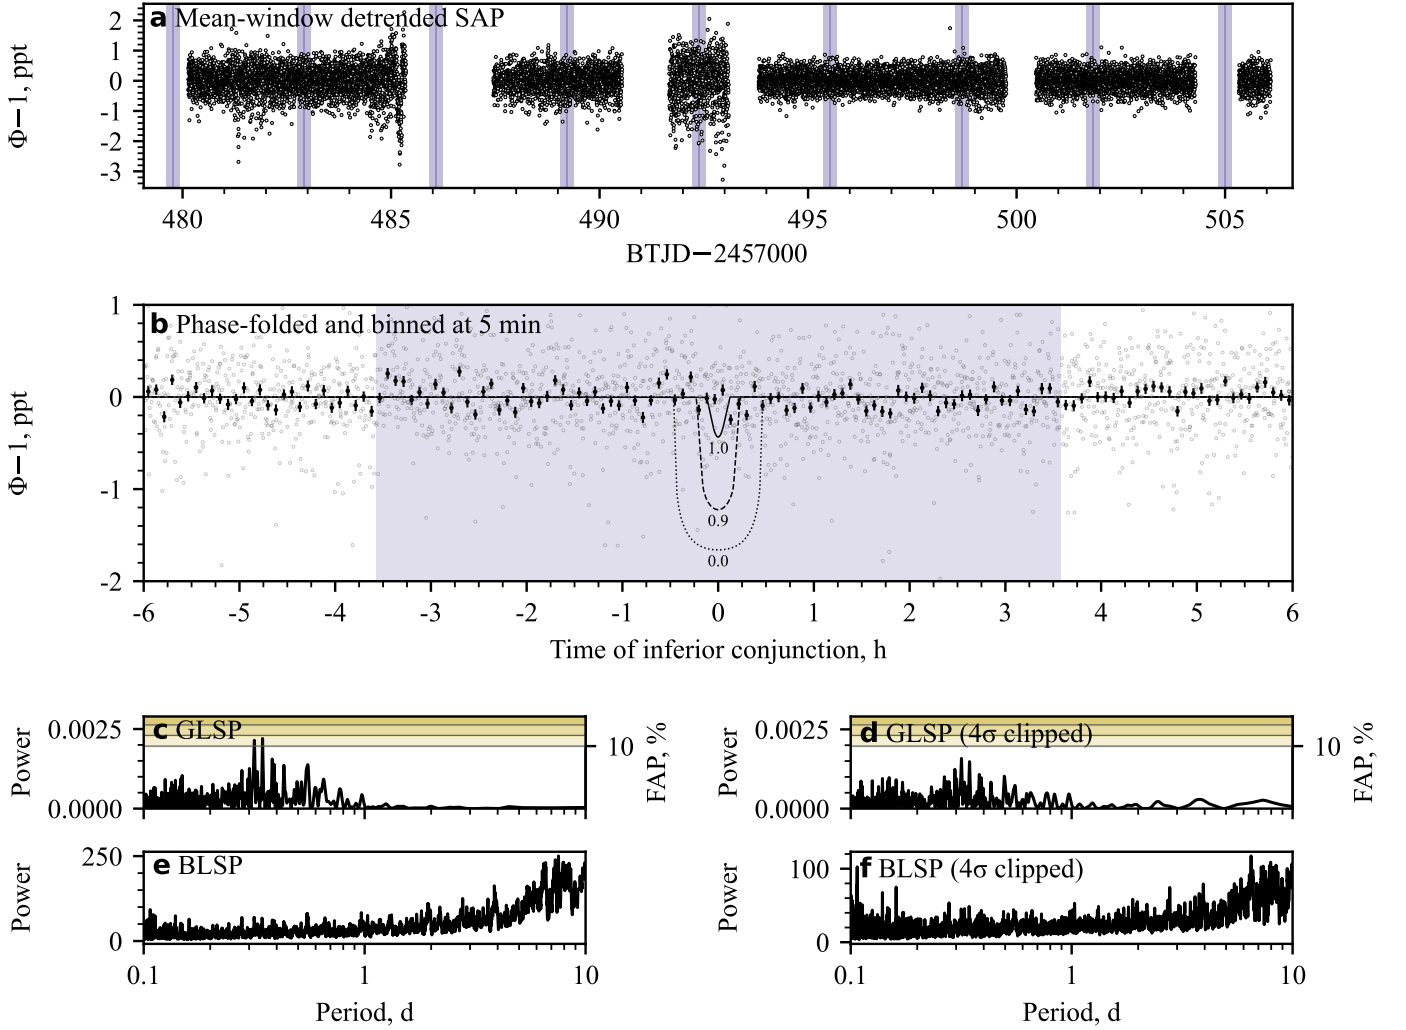 a Mean-window detrended SAP
2
1
0
-1
-2
-3
Φ−1, ppt
480 485 490 495 500 505
BTJD−2457000
b Phase-folded and binned at 5 min
1
0
-1
-2
Φ−1, ppt
1.0
0.9
0.0
-6 -5 -4 -3 -2 -1 0 1 2 3 4 5 6
Time of inferior conjunction, h
c GLSP
0.0025
0.0000
Power
10
FAP, %
d GLSP (4σ clipped)
0.0025
0.0000
Power
10
FAP, %
e BLSP
250
0
Power
0.1 1 10
Period, d
f BLSP (4σ clipped)
100
0
Power
0.1 1 10
Period, d